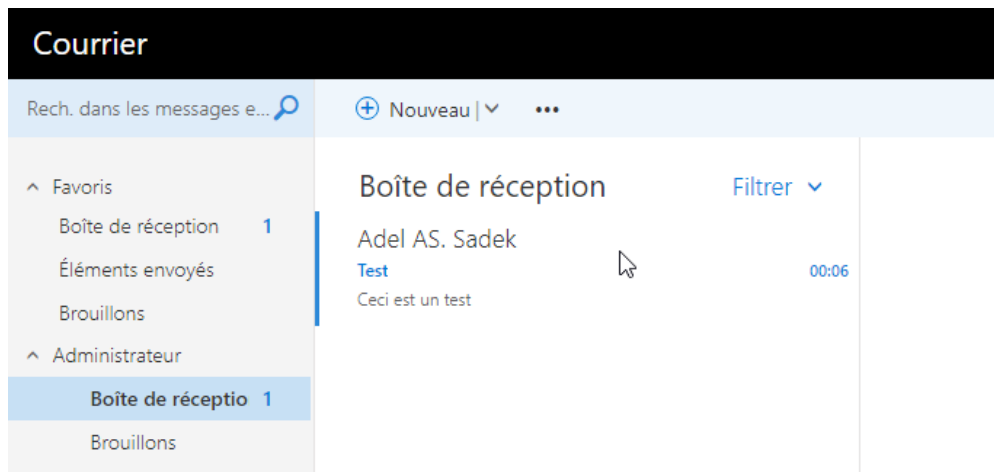 Courrier
Rech. dans les messages e...
Nouveau |
Favoris
Boîte de réception 1
Éléments envoyés
Brouillons
Administrateur
Boîte de réceptio 1
Brouillons
Boîte de réception
Filtrer
Adel AS. Sadek
Test 00:06
Ceci est un test